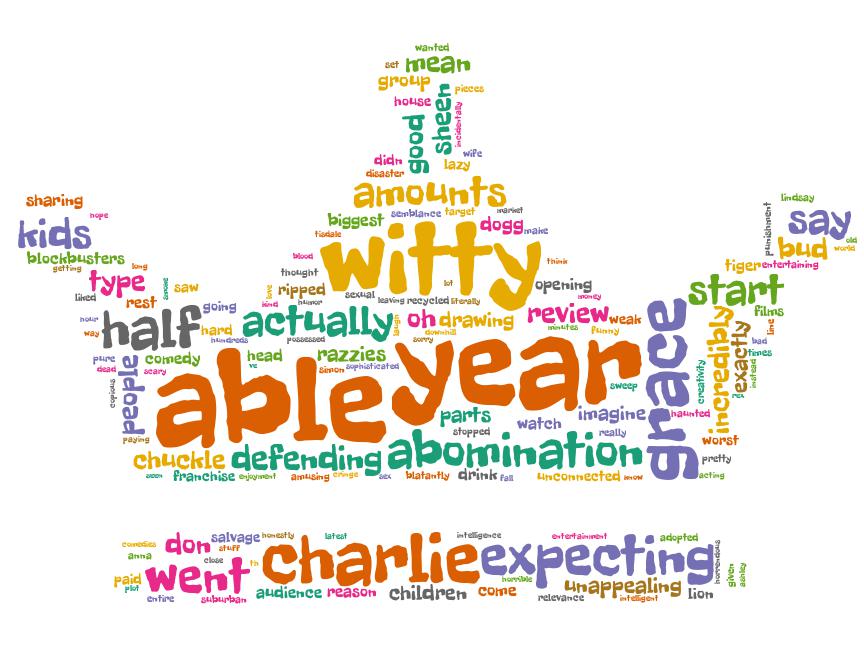 wanted
set mean
group pieces
house
good sheen incidentally
didn wife
disaster lazy
sharing amounts lindsay
hope biggest semblance target market punishment say
kids tisdale witty dogg make old
blockbusters bud world
getting long blood think tiger entertaining
type thought lot opening start
liked smoke saw love ripped sexual leaving recycled literally money films
rest going kind humor
hour half hard actually laugh oh drawing review weak grace incredibly exactly line
way hundreds possessed downhill minutes funny
pure comedy head razzies sorry year bad
dead scary ve simon sophisticated times
copious people able sweep creativity instead
parts imagine haunted
paying stopped watch really worst
chuckle defending abomination pretty
franchise enjoyment amusing cringe sex blatantly drink fall unconnected acting
comedies don salvage honestly latest intelligence entertainment adopted
anna stuff charlie expecting horrendous
close
paid went th horrible given ashley
plot audience reason children come unappealing lion
entire suburban relevance intelligent